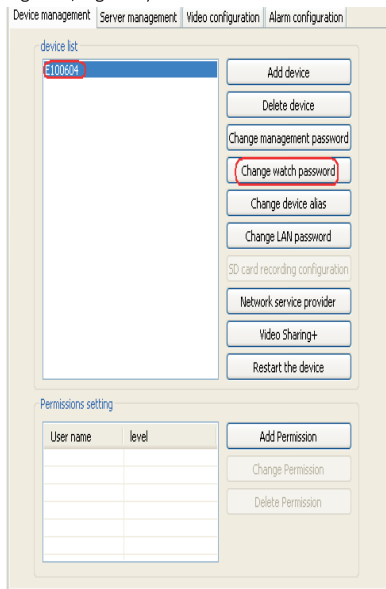 Device management Server management Video configuration Alarm configuration
device list
E100604
Add device
Delete device
Change management password
Change watch password
Change device alias
Change LAN password
SD card recording configuration
Network service provider
Video Sharing+
Restart the device
Permissions setting
User name level
Add Permission
Change Permission
Delete Permission